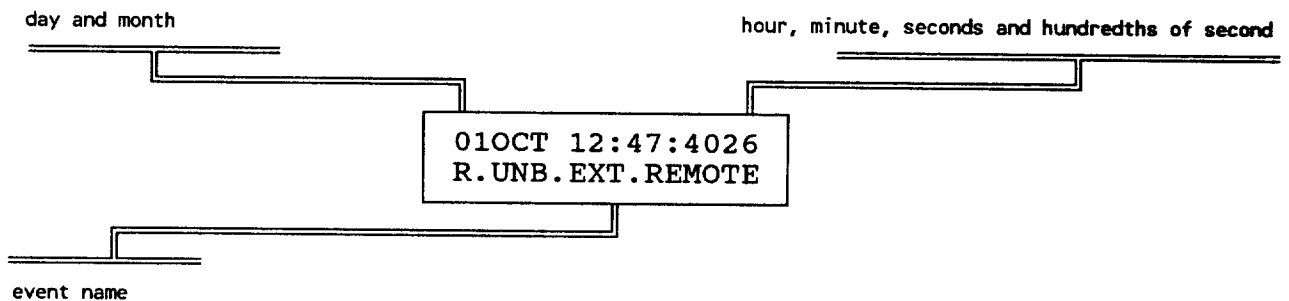 day and month
hour, minute, seconds and hundredths of second
01OCT 12:47:4026
R.UNB.EXT.REMOTE
event name